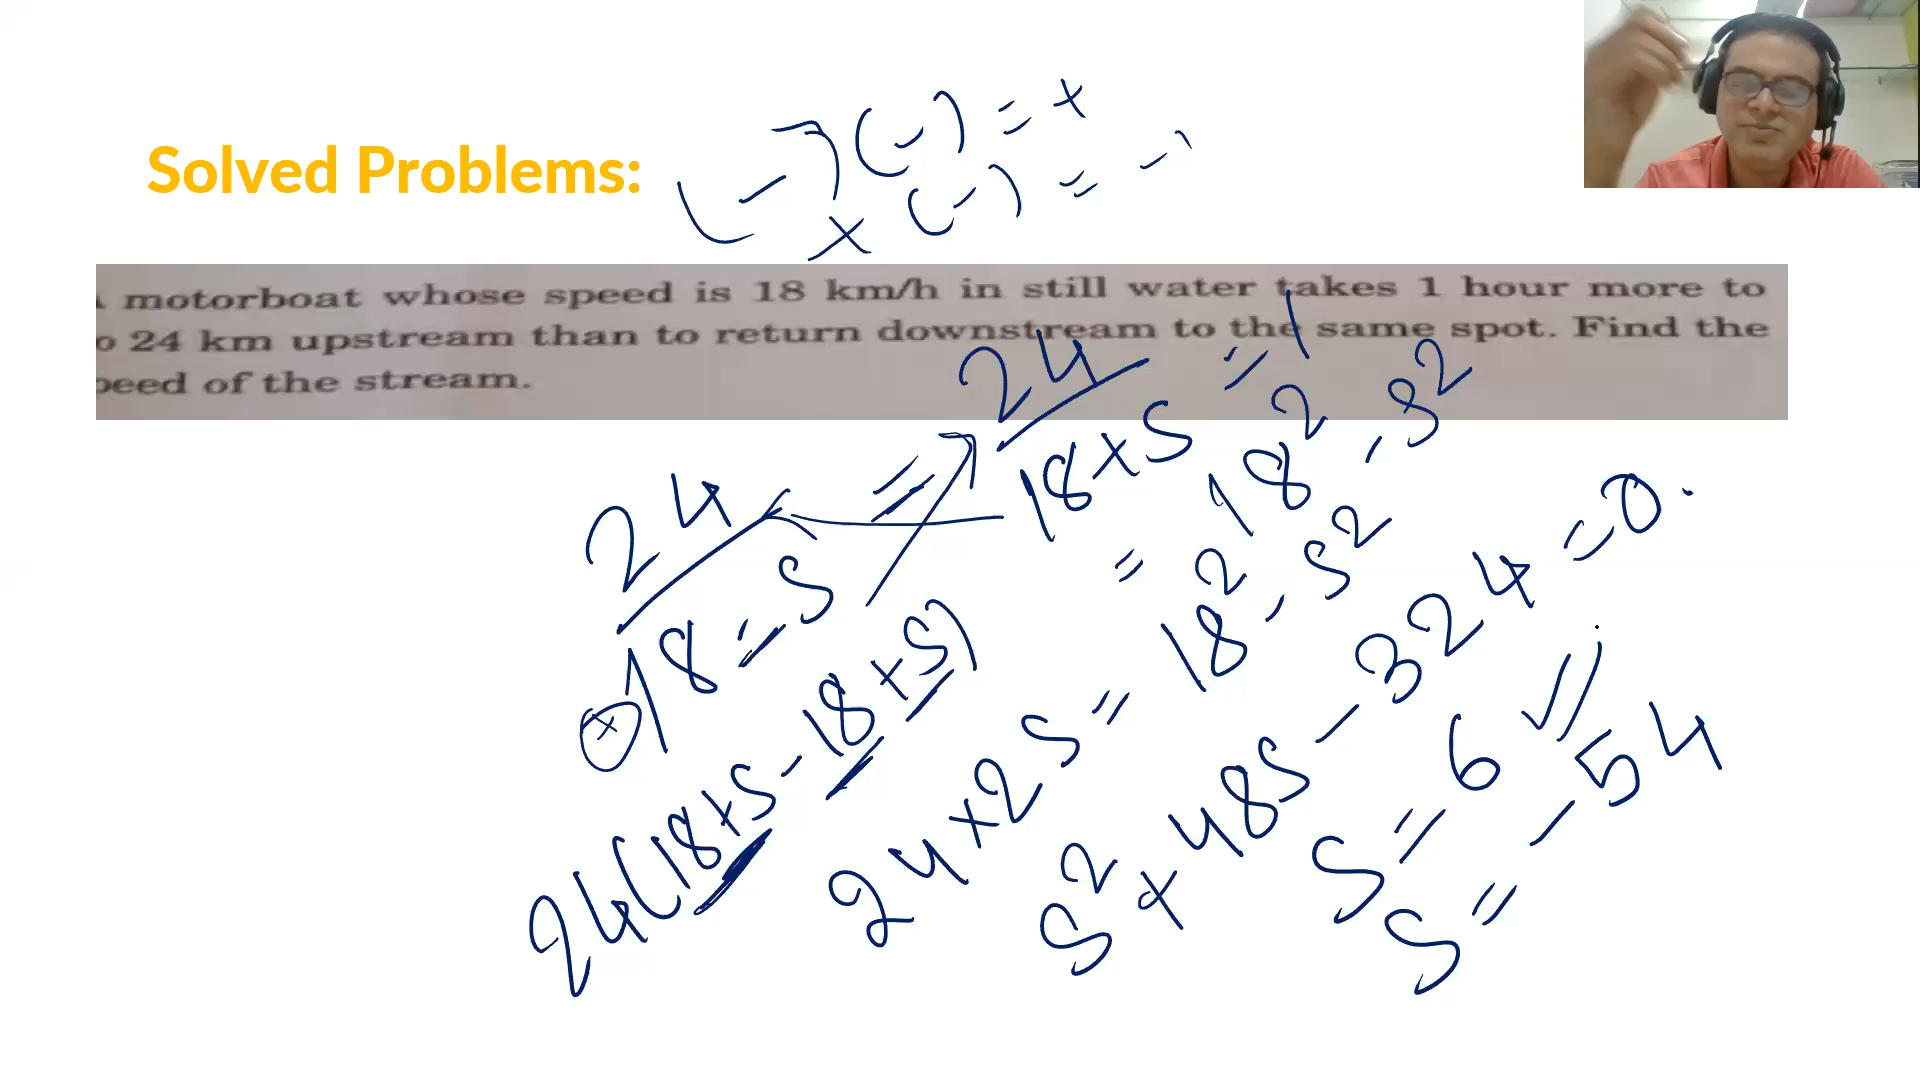 Solved Problems:
(-)(-) = +
+ (-) = -
motorboat whose speed is 18 km/h in still water takes 1 hour more to
24 km upstream than to return downstream to the same spot. Find the
peed of the stream.
24/18-S = 24/18+S = 1
24(18+S-18+S) = 18² - S²
24×2S = 18² - S²
S² + 48S - 324 = 0.
S = 6
S = -54